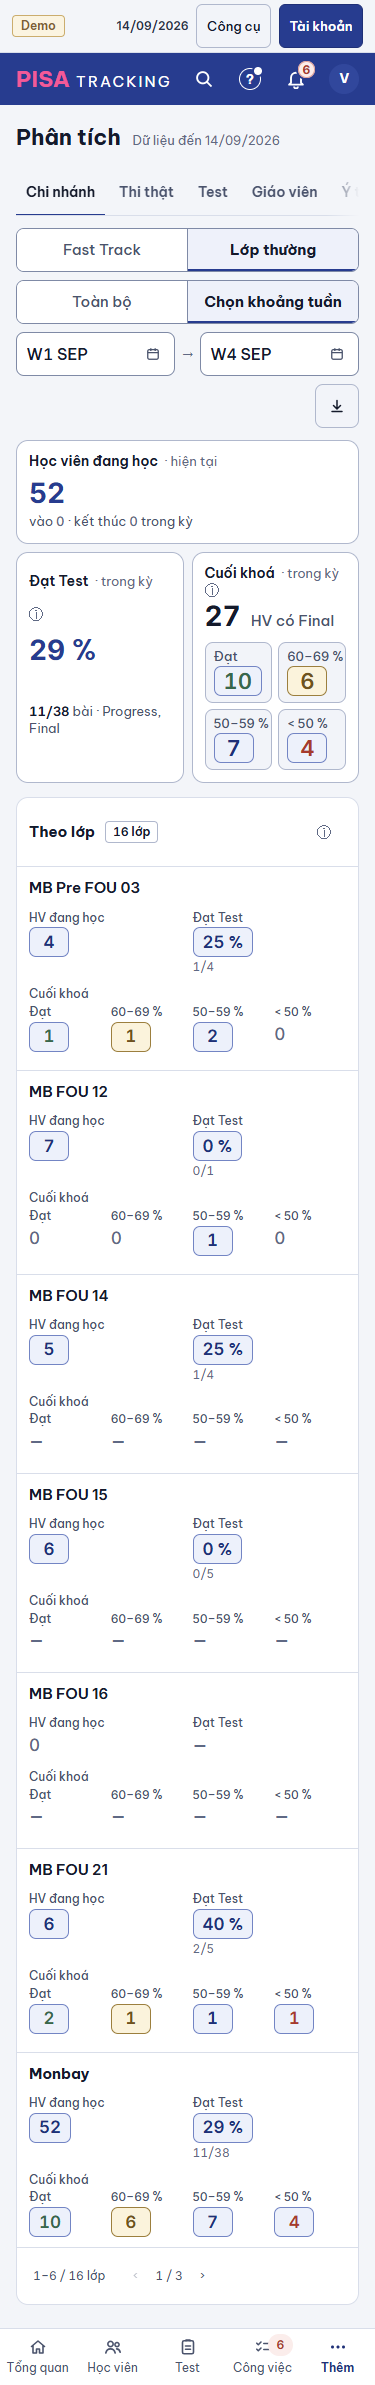 Demo 14/09/2026 Công cụ Tài khoản
PISA TRACKING ? 6 V
Phân tích Dữ liệu đến 14/09/2026
Chi nhánh Thi thật Test Giáo viên Ý
Fast Track Lớp thường
Toàn bộ Chọn khoảng tuần
W1 SEP → W4 SEP
Học viên đang học · hiện tại
52
vào 0 · kết thúc 0 trong kỳ
Đạt Test · trong kỳ
29 %
11/38 bài · Progress,
Final
Cuối khoá · trong kỳ
27 HV có Final
Đạt 60–69 %
10 6
50–59 % < 50 %
7 4
Theo lớp 16 lớp
MB Pre FOU 03
HV đang học Đạt Test
4 25 %
1/4
Cuối khoá
Đạt 60–69 % 50–59 % < 50 %
1 1 2 0
MB FOU 12
HV đang học Đạt Test
7 0 %
0/1
Cuối khoá
Đạt 60–69 % 50–59 % < 50 %
0 0 1 0
MB FOU 14
HV đang học Đạt Test
5 25 %
1/4
Cuối khoá
Đạt 60–69 % 50–59 % < 50 %
– – – –
MB FOU 15
HV đang học Đạt Test
6 0 %
0/5
Cuối khoá
Đạt 60–69 % 50–59 % < 50 %
– – – –
MB FOU 16
HV đang học Đạt Test
0 –
Cuối khoá
Đạt 60–69 % 50–59 % < 50 %
– – – –
MB FOU 21
HV đang học Đạt Test
6 40 %
2/5
Cuối khoá
Đạt 60–69 % 50–59 % < 50 %
2 1 1 1
Monbay
HV đang học Đạt Test
52 29 %
11/38
Cuối khoá
Đạt 60–69 % 50–59 % < 50 %
10 6 7 4
1–6 / 16 lớp ‹ 1 / 3 ›
6
Tổng quan Học viên Test Công việc Thêm